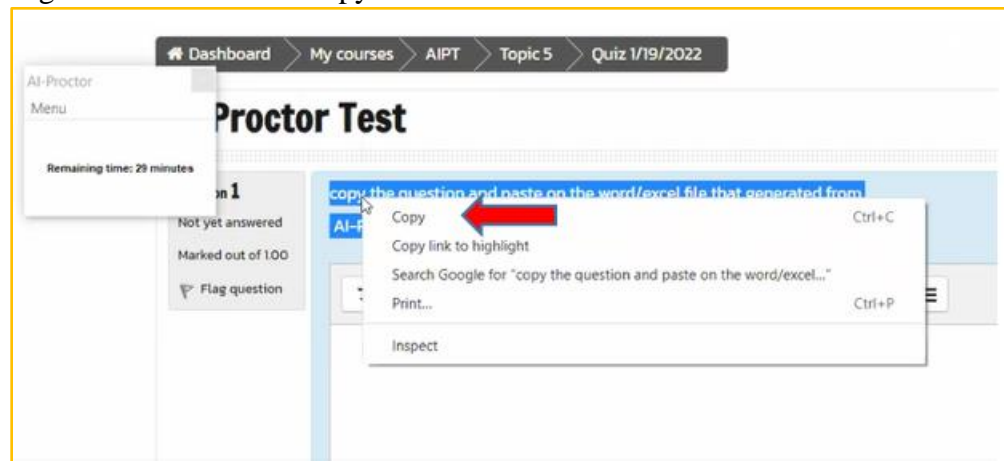 Dashboard My courses AIPT Topic 5 Quiz 1/19/2022
AI-Proctor
Menu
Remaining time: 29 minutes
Proctor Test
on 1
Not yet answered
Marked out of 1.00
Flag question
copy the question and paste on the word/excel file that generated from
Copy Ctrl+C
Copy link to highlight
Search Google for "copy the question and paste on the word/excel..."
Print... Ctrl+P
Inspect